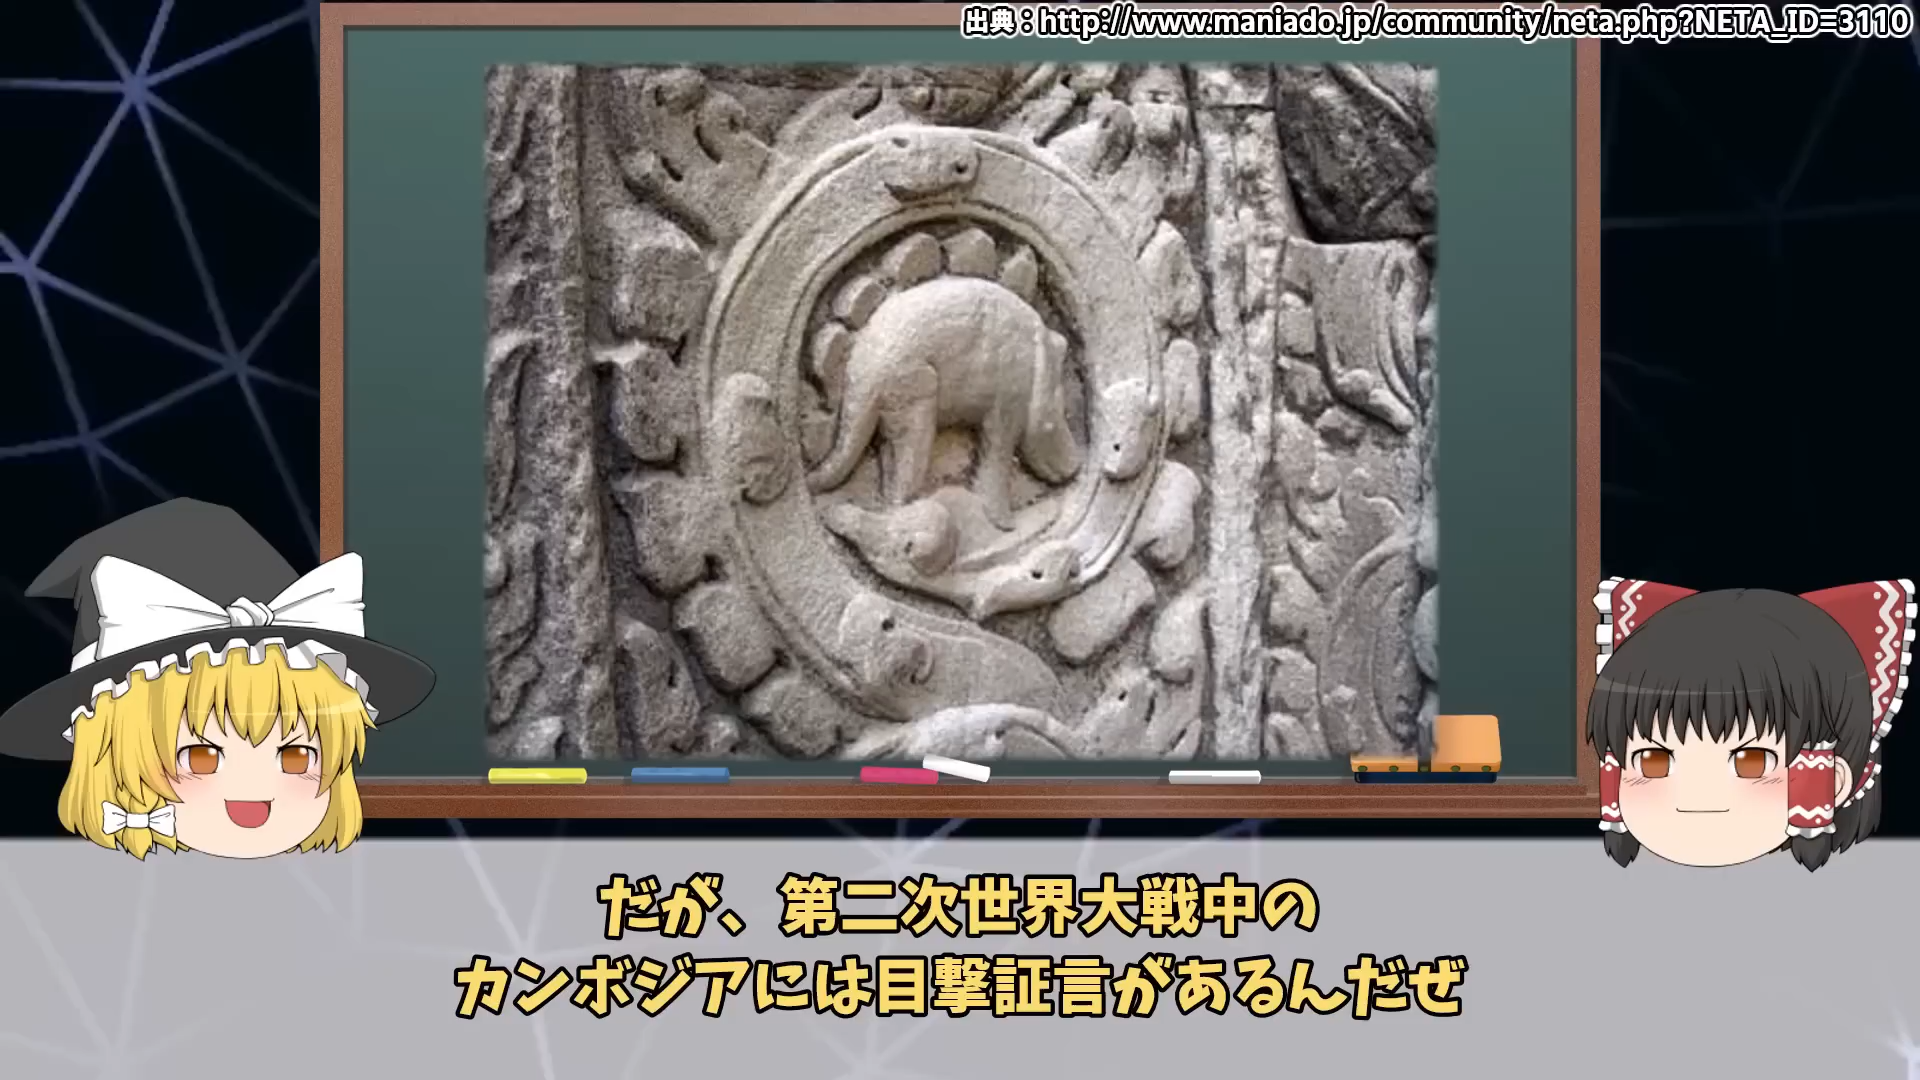 出典：http://www.maniado.jp/community/neta.php?NETA_ID=3110
だが、第二次世界大戦中の
カンボジアには目撃証言があるんだぜ